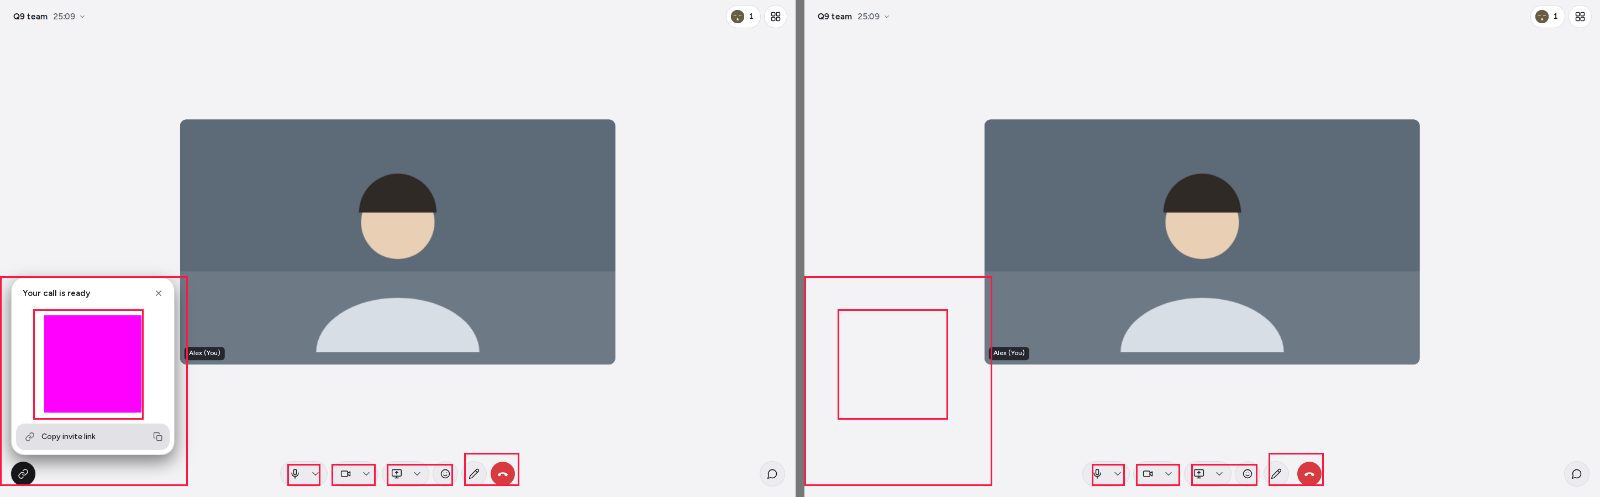 Q9 team 25:09
1
Your call is ready
Copy invite link
Alex (You)
Q9 team 25:09
1
Alex (You)